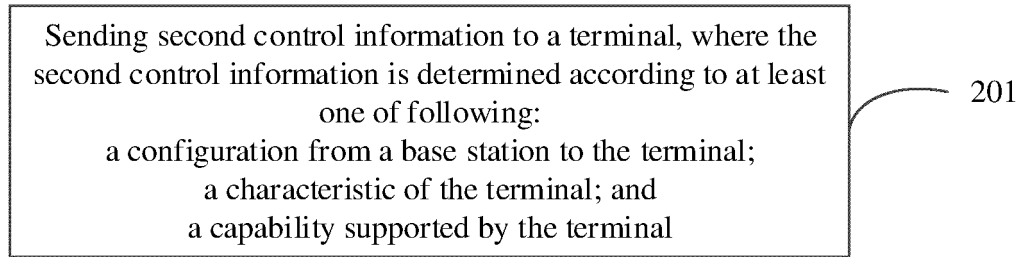 Sending second control information to a terminal, where the
second control information is determined according to at least
one of following:
a configuration from a base station to the terminal;
a characteristic of the terminal; and
a capability supported by the terminal
201